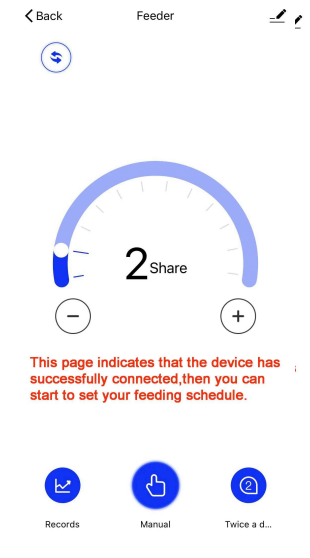 Back
Feeder
2 Share
This page indicates that the device has
successfully connected,then you can
start to set your feeding schedule.
2
Records
Manual
Twice a d...